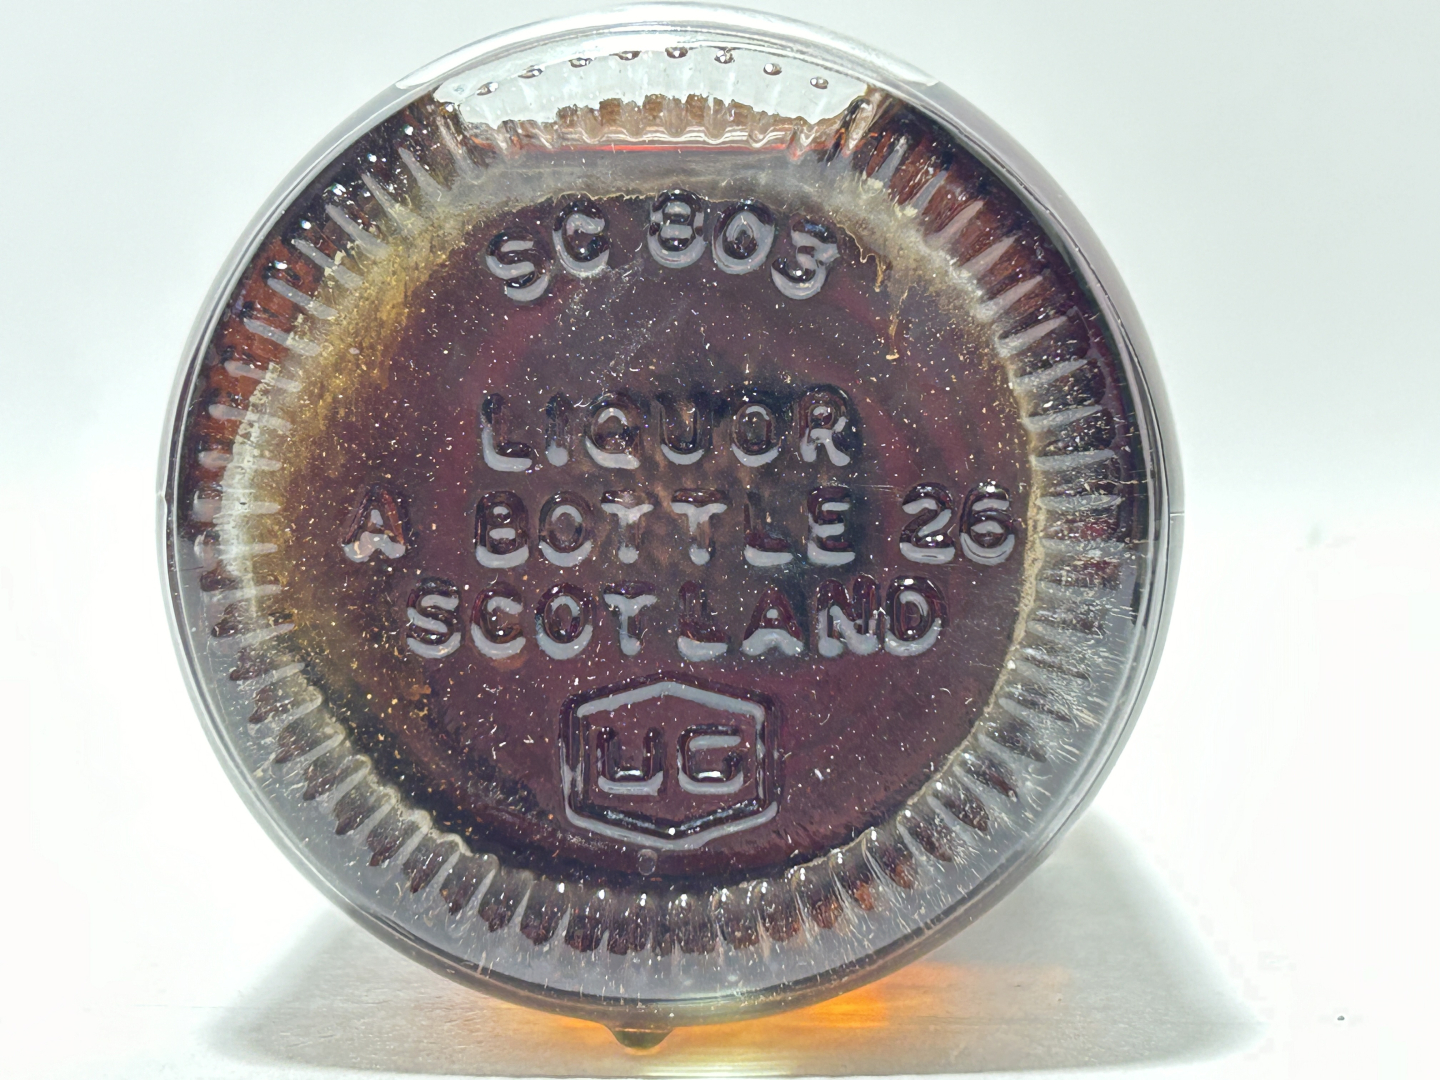 SC 803
LIQUOR
A BOTTLE 26
SCOTLAND
UG